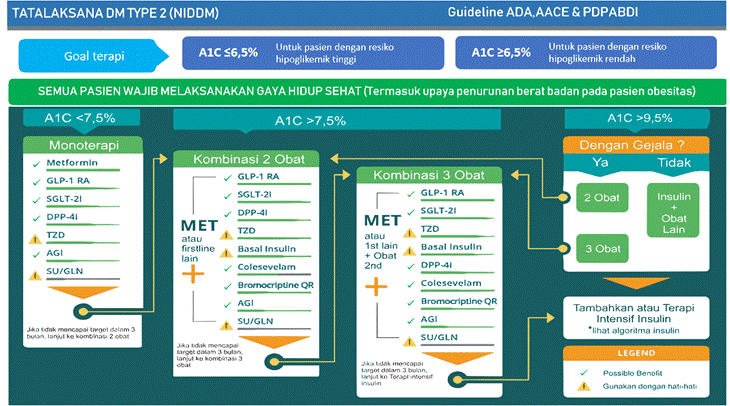 TATALAKSANA DM TYPE 2 (NIDDM)
Guideline ADA,AACE & PDPABDI
Goal terapi
A1C ≤6,5%
Untuk pasien dengan resiko
hipoglikemik tinggi
A1C ≥6,5%
Untuk pasien dengan resiko
hipoglikemik rendah
SEMUA PASIEN WAJIB MELAKSANAKAN GAYA HIDUP SEHAT (Termasuk upaya penurunan berat badan pada pasien obesitas)
A1C <7,5%
A1C >7,5%
A1C >9,5%
Monoterapi
Metformin
GLP-1 RA
SGLT-2I
DPP-4I
TZD
AGI
SU/GLN
Jika tidak mencapai target dalam 3
bulan, lanjut ke kombinasi 2 obat
Kombinasi 2 Obat
MET
atau
firstline
lain
+
GLP-1 RA
SGLT-2I
DPP-4I
TZD
Basal Insulin
Colesevelam
Bromocriptine QR
AGI
SU/GLN
Jika tidak mencapai
target dalam 3 bulan,
lanjut ke kombinasi 3
obat
Kombinasi 3 Obat
MET
atau
1st lain
+ Obat
2nd
+
GLP-1 RA
SGLT-2I
TZD
Basal Insulin
DPP-4i
Colesevelam
Bromocriptine QR
AGI
SU/GLN
Jika tidak mencapai
target dalam 3 bulan,
lanjut ke Terapi intensif
insulin
Dengan Gejala ?
Ya
Tidak
2 Obat
3 Obat
Insulin
+
Obat
Lain
Tambahkan atau Terapi
Intensif Insulin
*lihat algoritma insulin
LEGEND
Possible Benefit
Gunakan dengan hati-hati